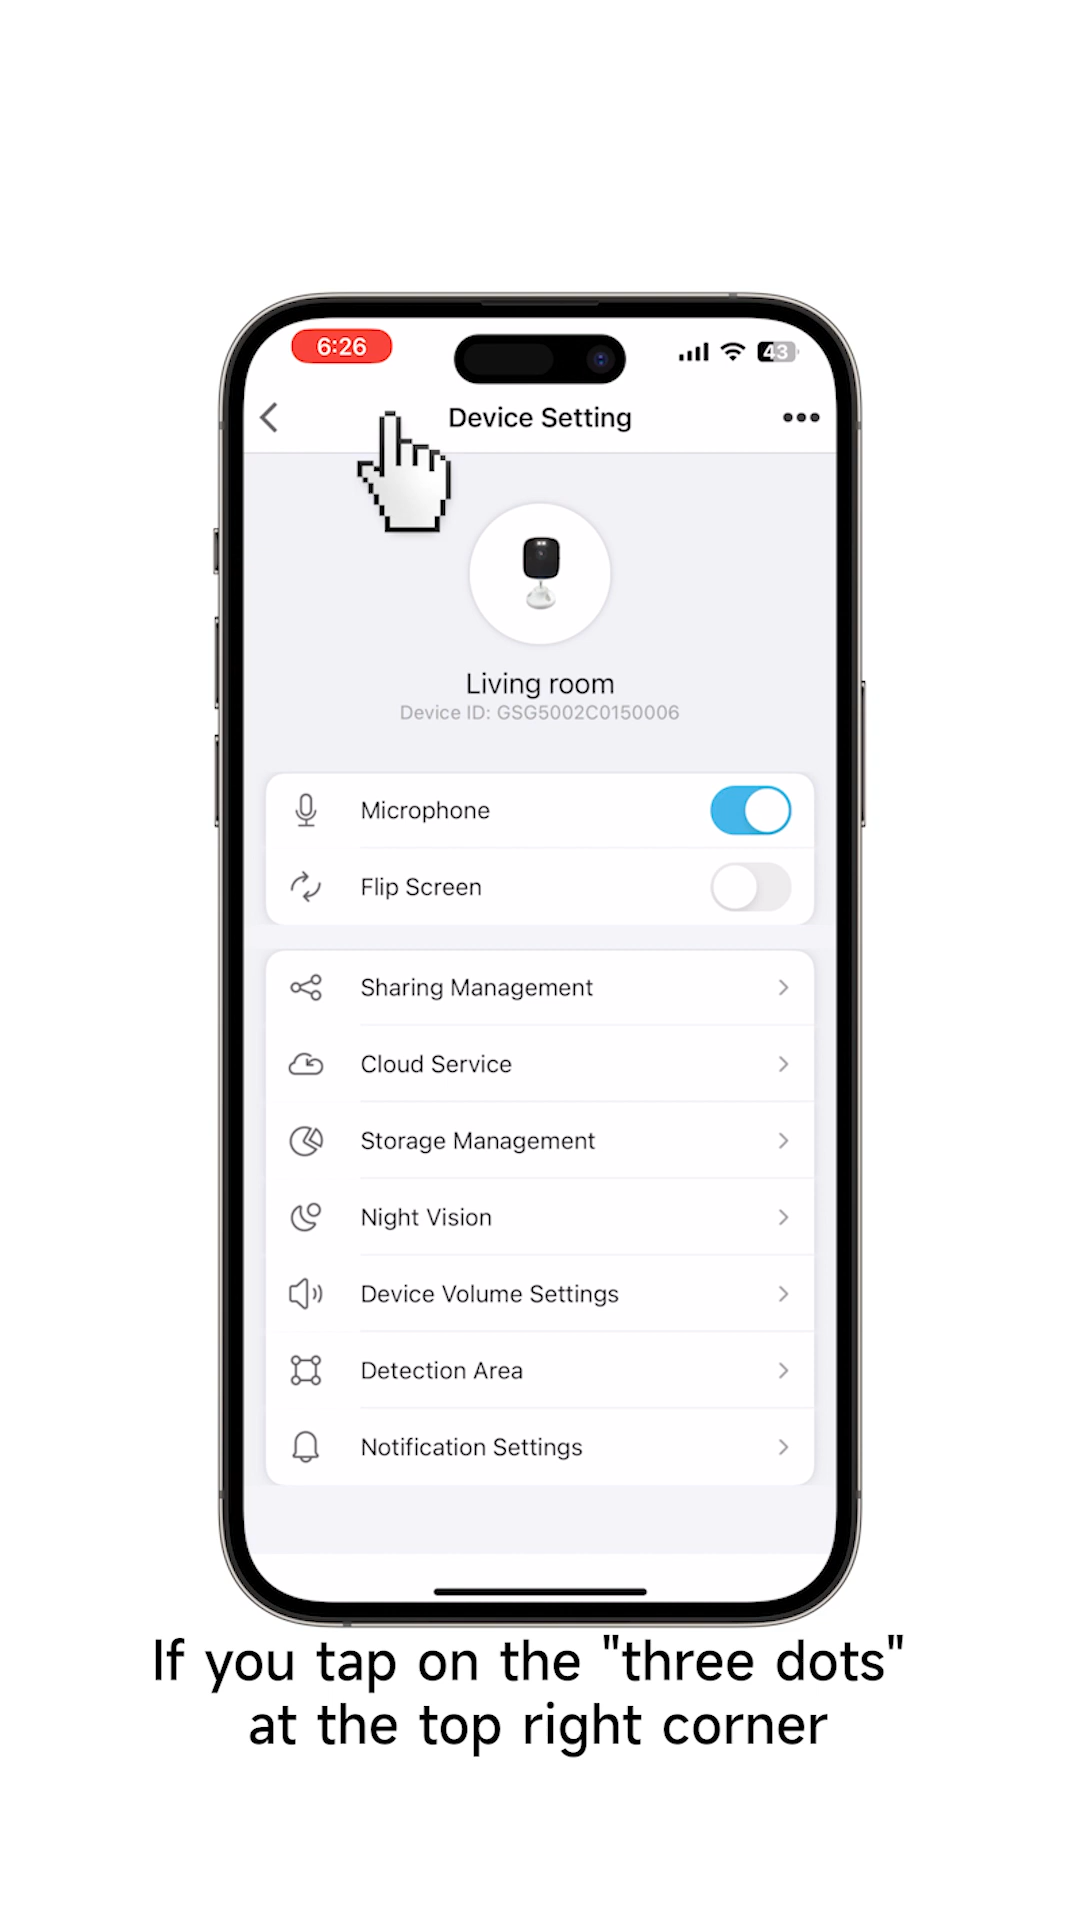 6:26
43
Device Setting
Living room
Device ID: GSG5002C0150006
Microphone
Flip Screen
Sharing Management
Cloud Service
Storage Management
Night Vision
Device Volume Settings
Detection Area
Notification Settings
If you tap on the "three dots"
at the top right corner